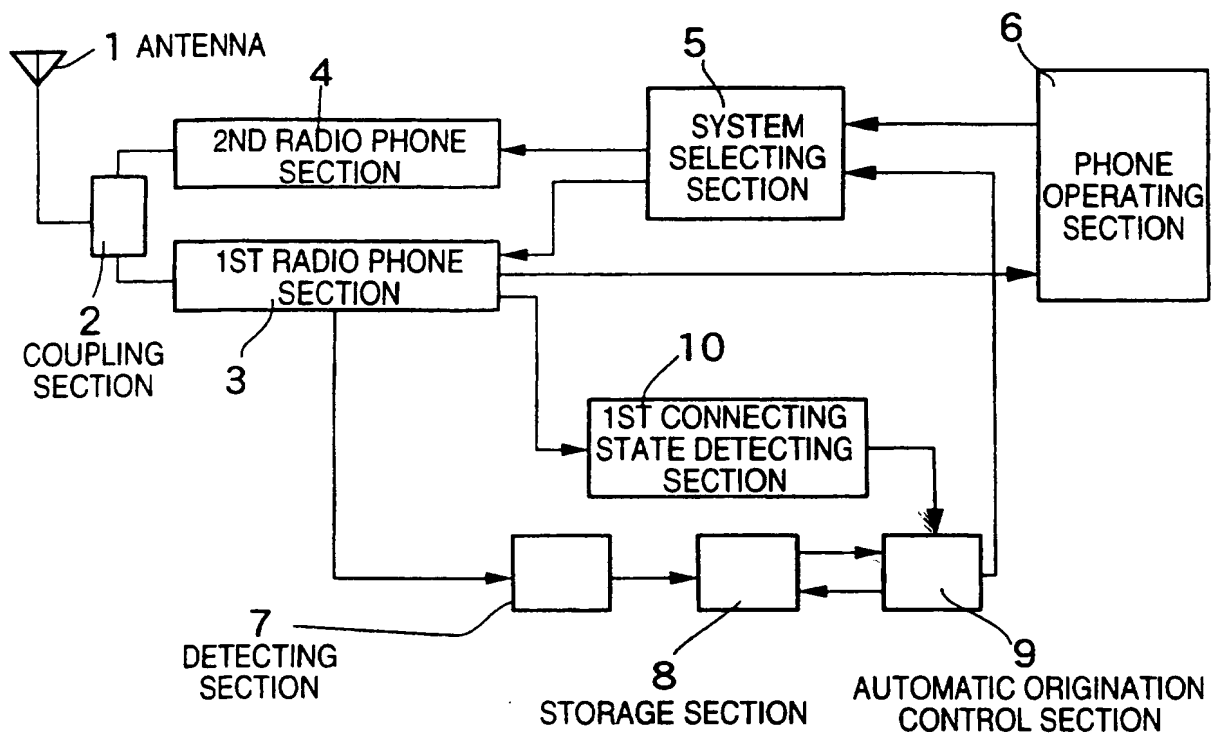 1 ANTENNA
4
2ND RADIO PHONE
SECTION
5
SYSTEM
SELECTING
SECTION
6
PHONE
OPERATING
SECTION
1ST RADIO PHONE
SECTION
2
COUPLING
SECTION
3
10
1ST CONNECTING
STATE DETECTING
SECTION
7
DETECTING
SECTION
8
STORAGE SECTION
9
AUTOMATIC ORIGINATION
CONTROL SECTION